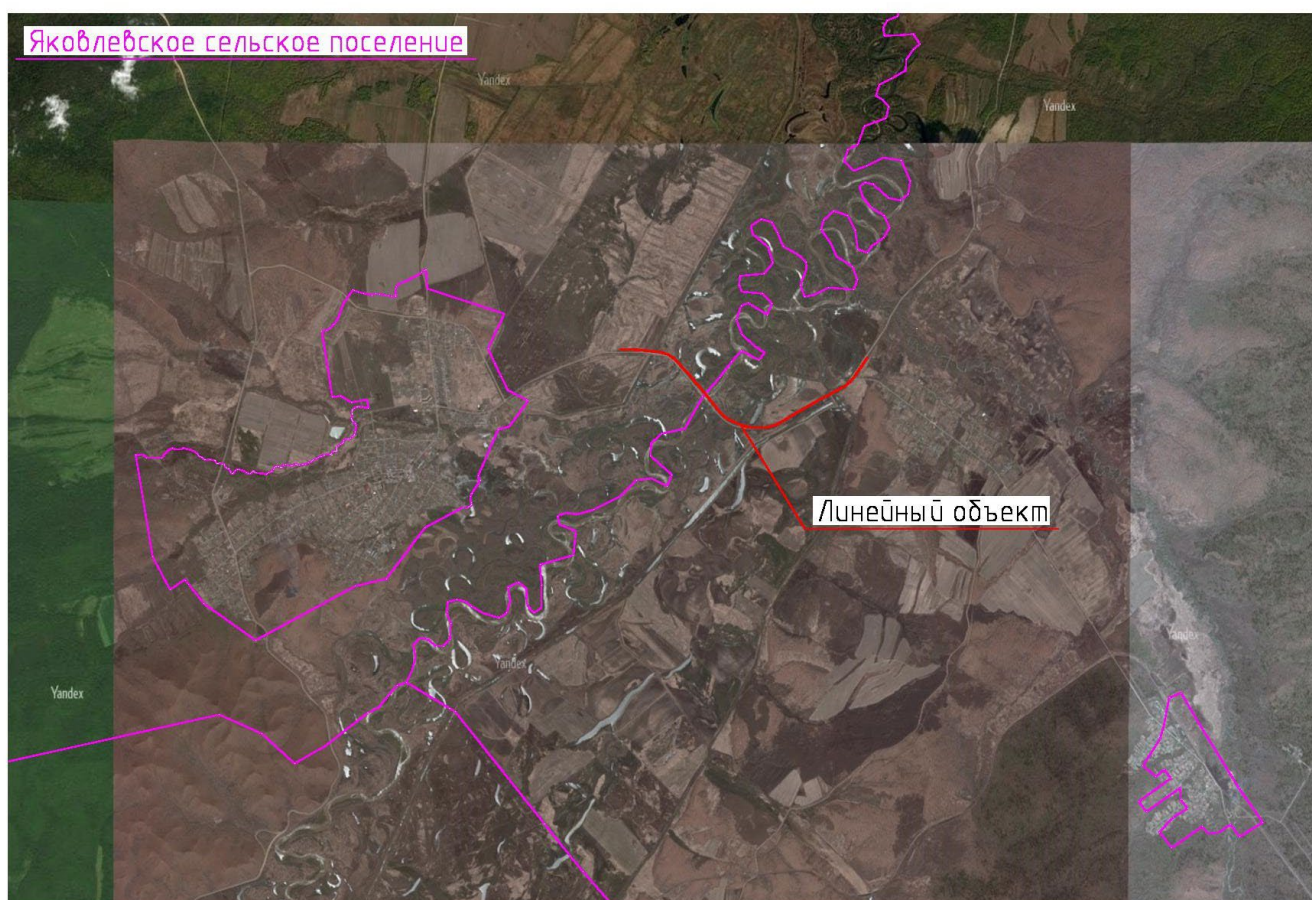 Яковлевское сельское поселение
Yandex
Yandex
Линейный объект
Yandex
Yandex
Yandex